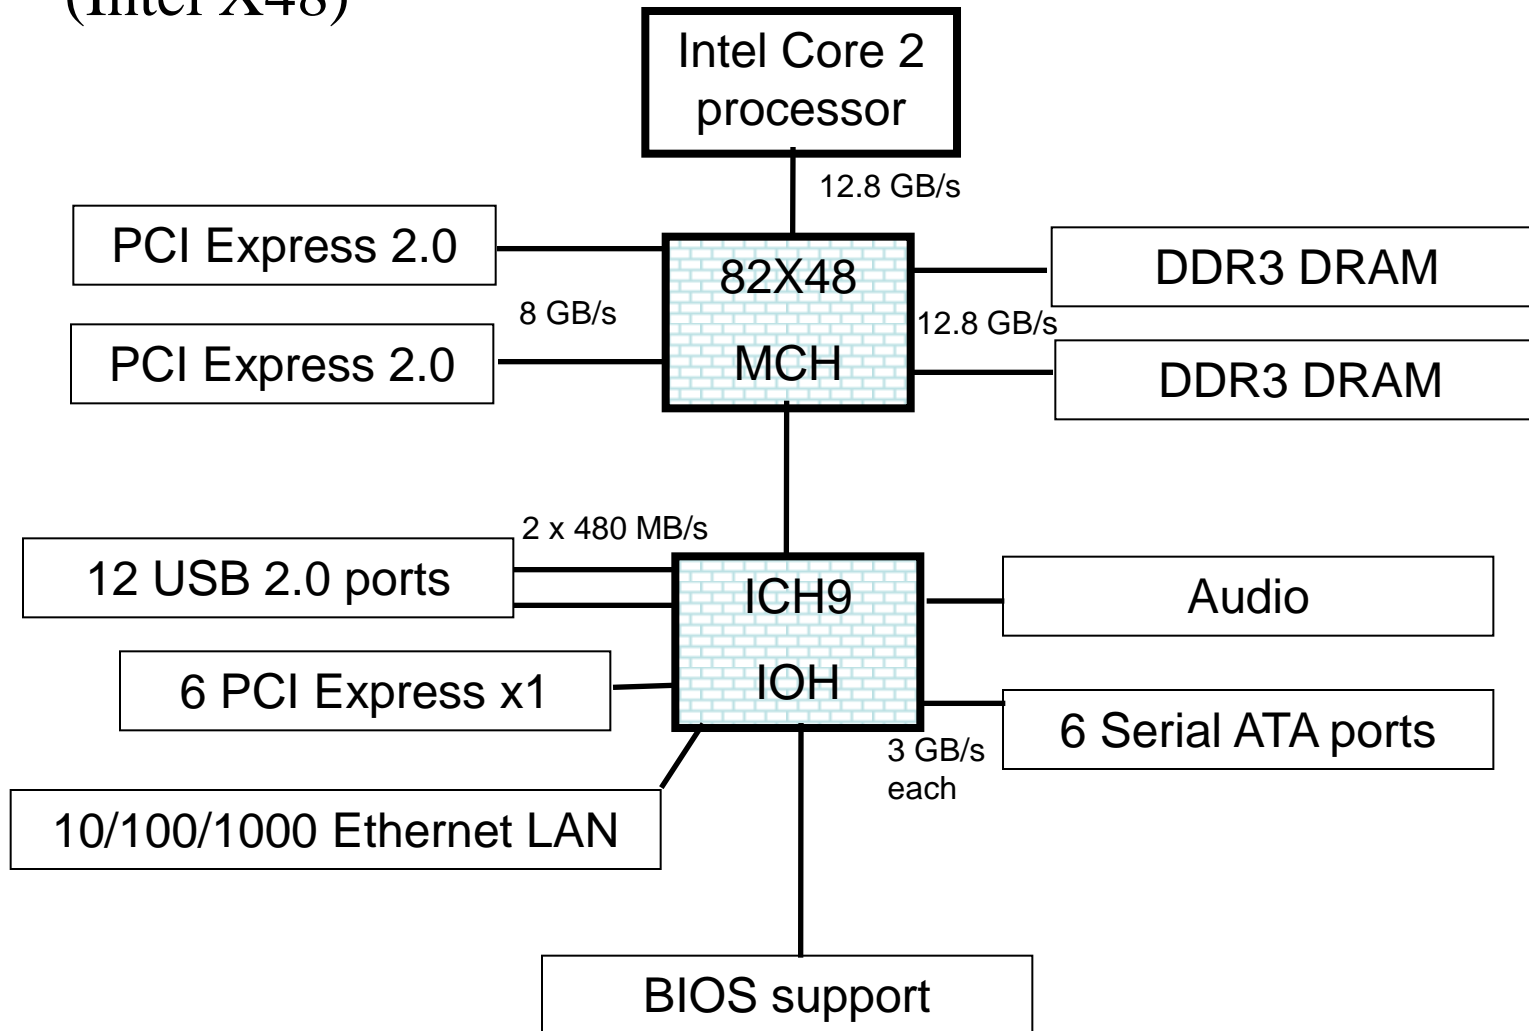 (Intel X48)
Intel Core 2
processor
12.8 GB/s
PCI Express 2.0
82X48
DDR3 DRAM
8 GB/s
12.8 GB/s
PCI Express 2.0
MCH
DDR3 DRAM
2 x 480 MB/s
12 USB 2.0 ports
ICH9
Audio
6 PCI Express x1
IOH
6 Serial ATA ports
3 GB/s
each
10/100/1000 Ethernet LAN
BIOS support